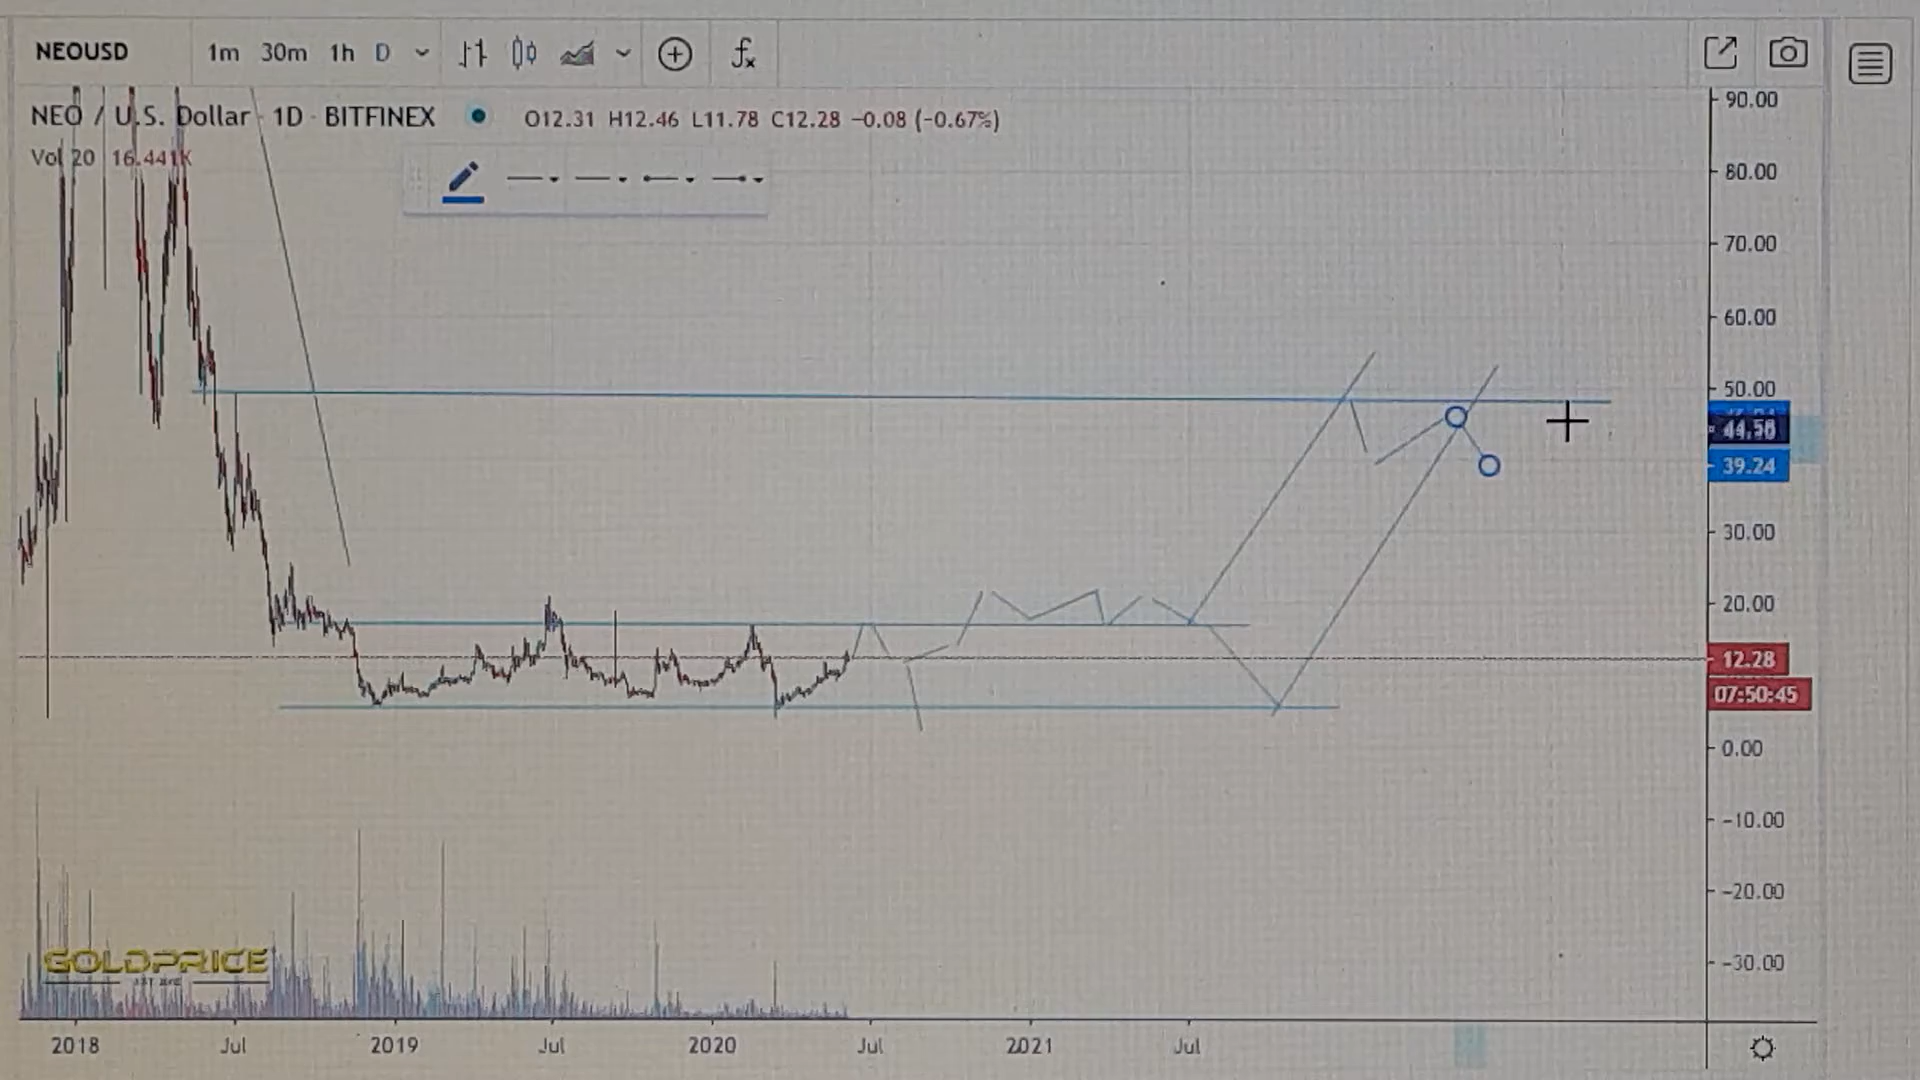 NEOUSD
1m 30m 1h D
NEO / U.S. Dollar · 1D · BITFINEX O12.31 H12.46 L11.78 C12.28 −0.08 (−0.67%)
Vol 20 16.441K
90.00
80.00
70.00
60.00
50.00
44.58
39.24
30.00
20.00
12.28
07:50:45
0.00
-10.00
-20.00
-30.00
GOLDPRICE
2018 Jul 2019 Jul 2020 Jul 2021 Jul